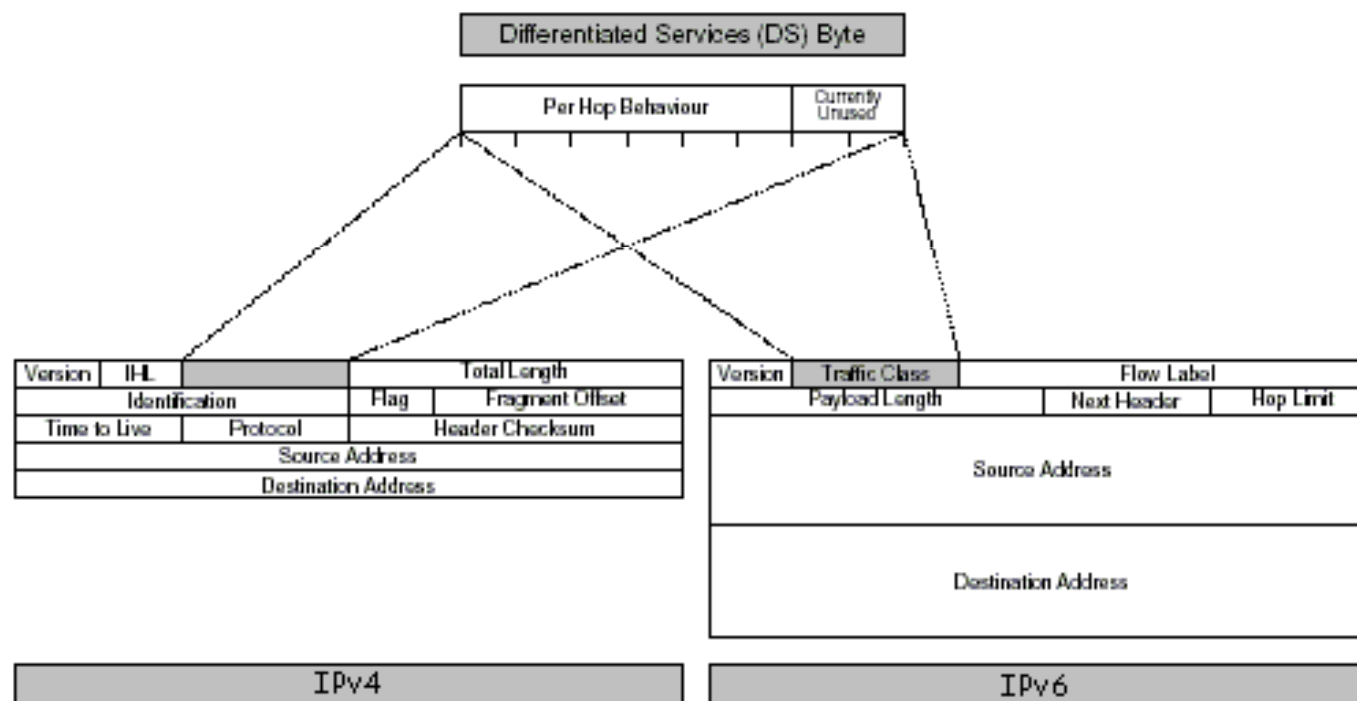 Differentiated Services (DS) Byte
Per Hop Behaviour
Currently
Unused
Version IHL Total Length
Identification Flag Fragment Offset
Time to Live Protocol Header Checksum
Source Address
Destination Address
Version Traffic Class Flow Label
Payload Length Next Header Hop Limit
Source Address
Destination Address
IPv4
IPv6